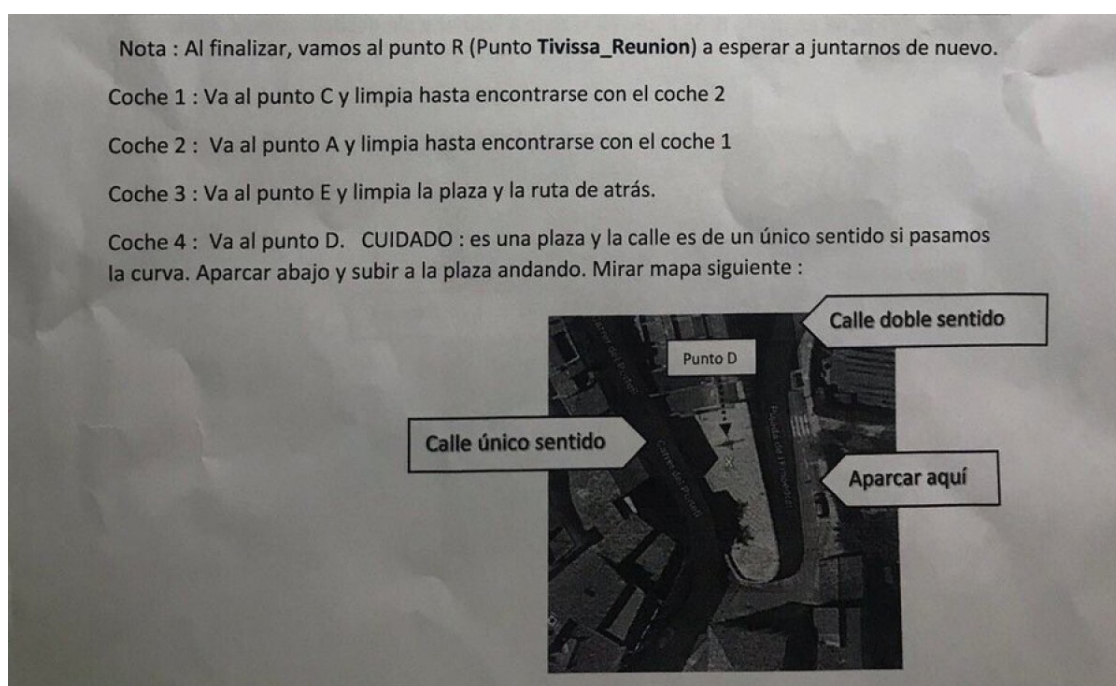 Nota : Al finalizar, vamos al punto R (Punto Tivissa_Reunion) a esperar a juntarnos de nuevo.
Coche 1 : Va al punto C y limpia hasta encontrarse con el coche 2
Coche 2 : Va al punto A y limpia hasta encontrarse con el coche 1
Coche 3 : Va al punto E y limpia la plaza y la ruta de atrás.
Coche 4 : Va al punto D. CUIDADO : es una plaza y la calle es de un único sentido si pasamos
la curva. Aparcar abajo y subir a la plaza andando. Mirar mapa siguiente :
Calle doble sentido
Punto D
Calle único sentido
Aparcar aquí